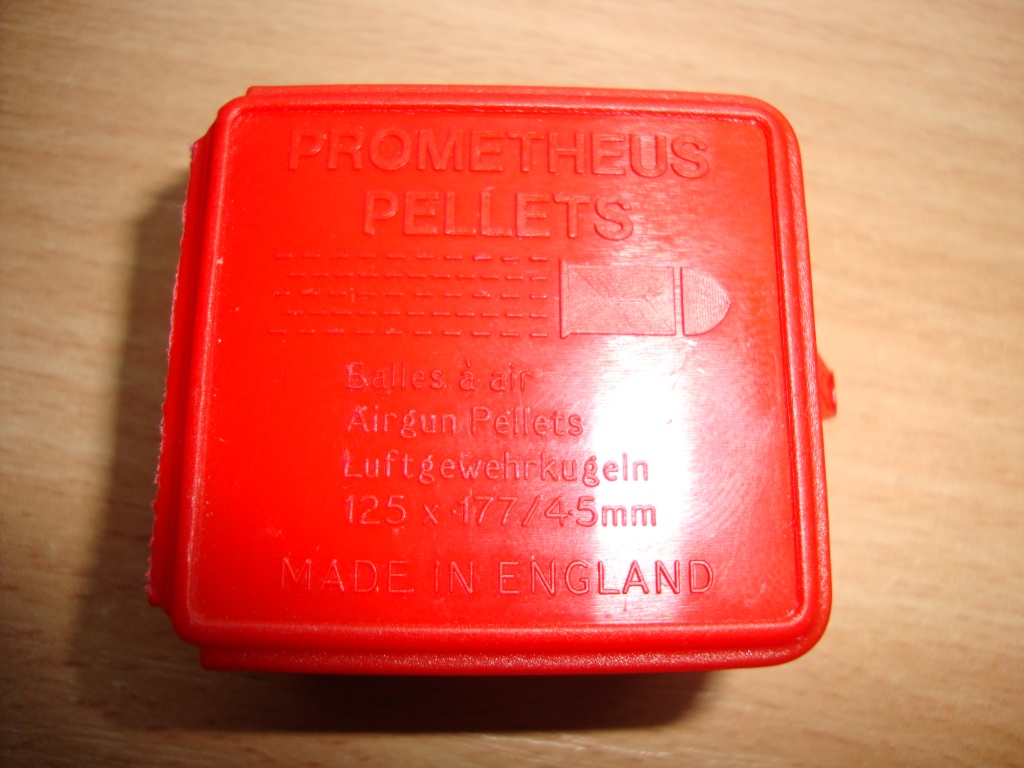 PROMETHEUS
PELLETS
Balles à air
Airgun Pellets
Luftgewehrkugeln
125 x ·177/4·5mm
MADE IN ENGLAND